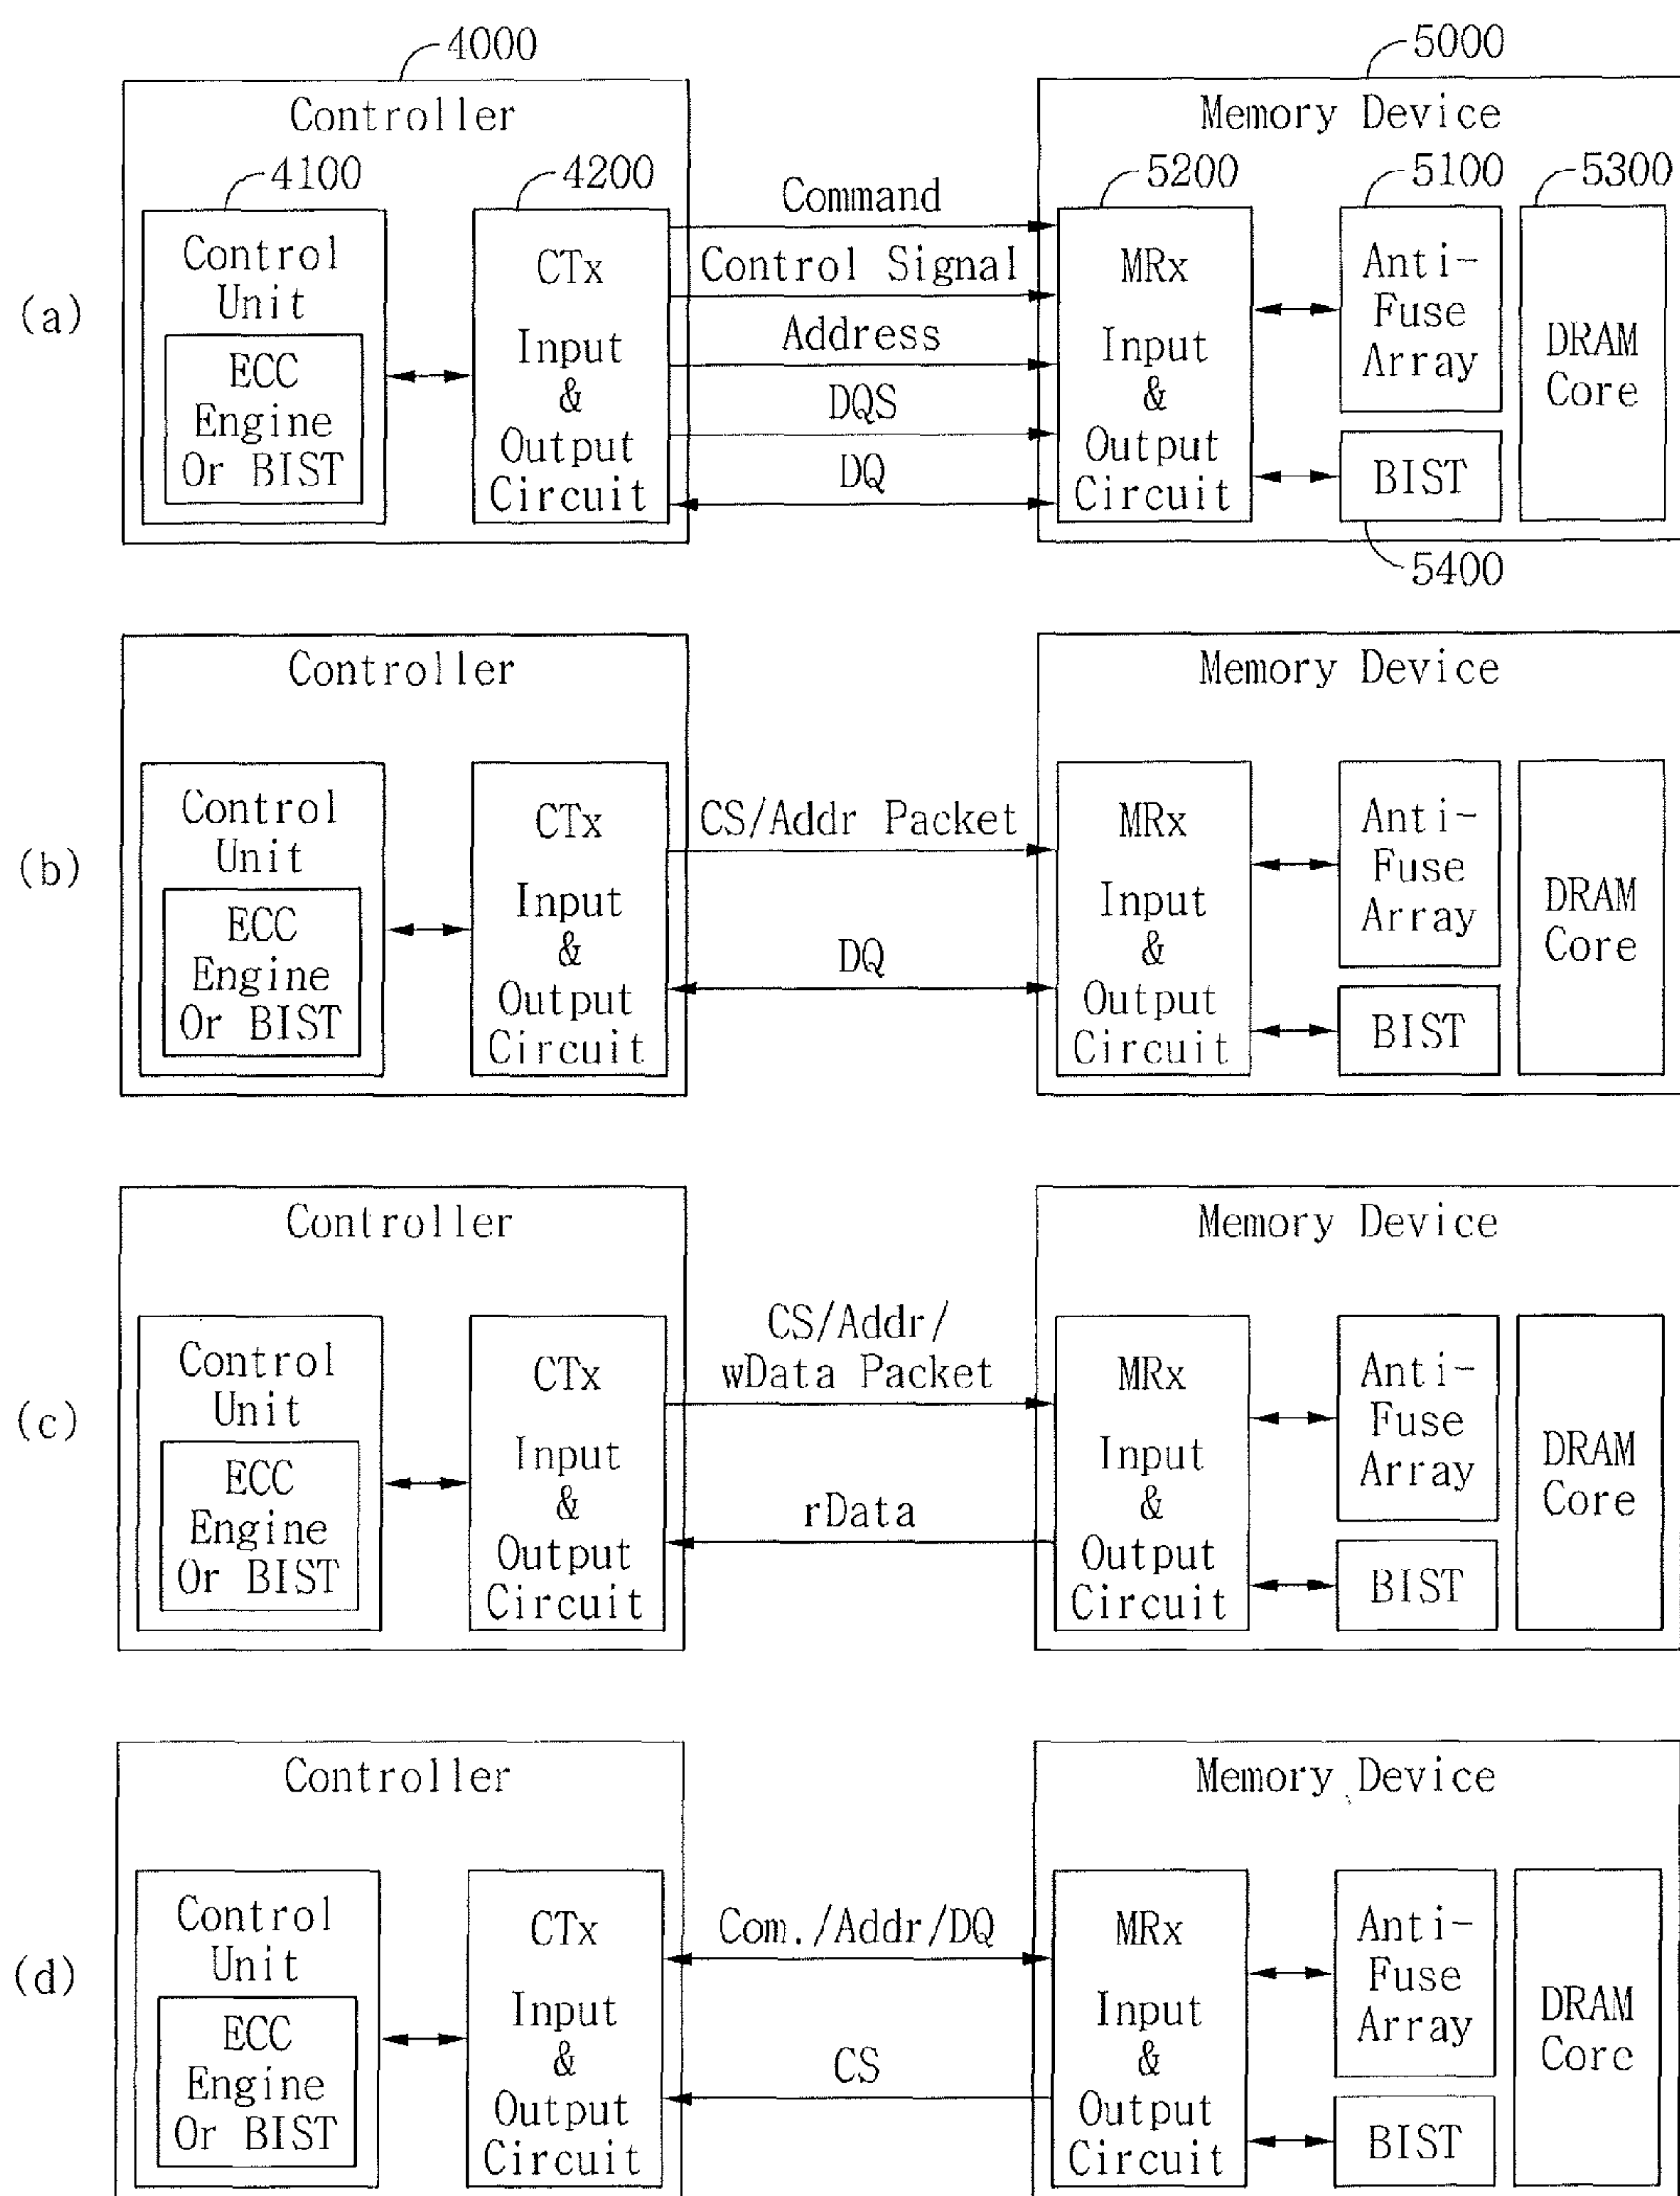 4000
5000
Controller
Memory Device
4100
4200
5200
5100
5300
(a)
Control
Unit
ECC
Engine
Or BIST
CTx
Input
&
Output
Circuit
Command
Control Signal
Address
DQS
DQ
MRx
Input
&
Output
Circuit
Anti-
Fuse
Array
BIST
DRAM
Core
5400
Controller
Memory Device
(b)
Control
Unit
ECC
Engine
Or BIST
CTx
Input
&
Output
Circuit
CS/Addr Packet
DQ
MRx
Input
&
Output
Circuit
Anti-
Fuse
Array
BIST
DRAM
Core
Controller
Memory Device
(c)
Control
Unit
ECC
Engine
Or BIST
CTx
Input
&
Output
Circuit
CS/Addr/
wData Packet
rData
MRx
Input
&
Output
Circuit
Anti-
Fuse
Array
BIST
DRAM
Core
Controller
Memory Device
(d)
Control
Unit
ECC
Engine
Or BIST
CTx
Input
&
Output
Circuit
Com./Addr/DQ
CS
MRx
Input
&
Output
Circuit
Anti-
Fuse
Array
BIST
DRAM
Core